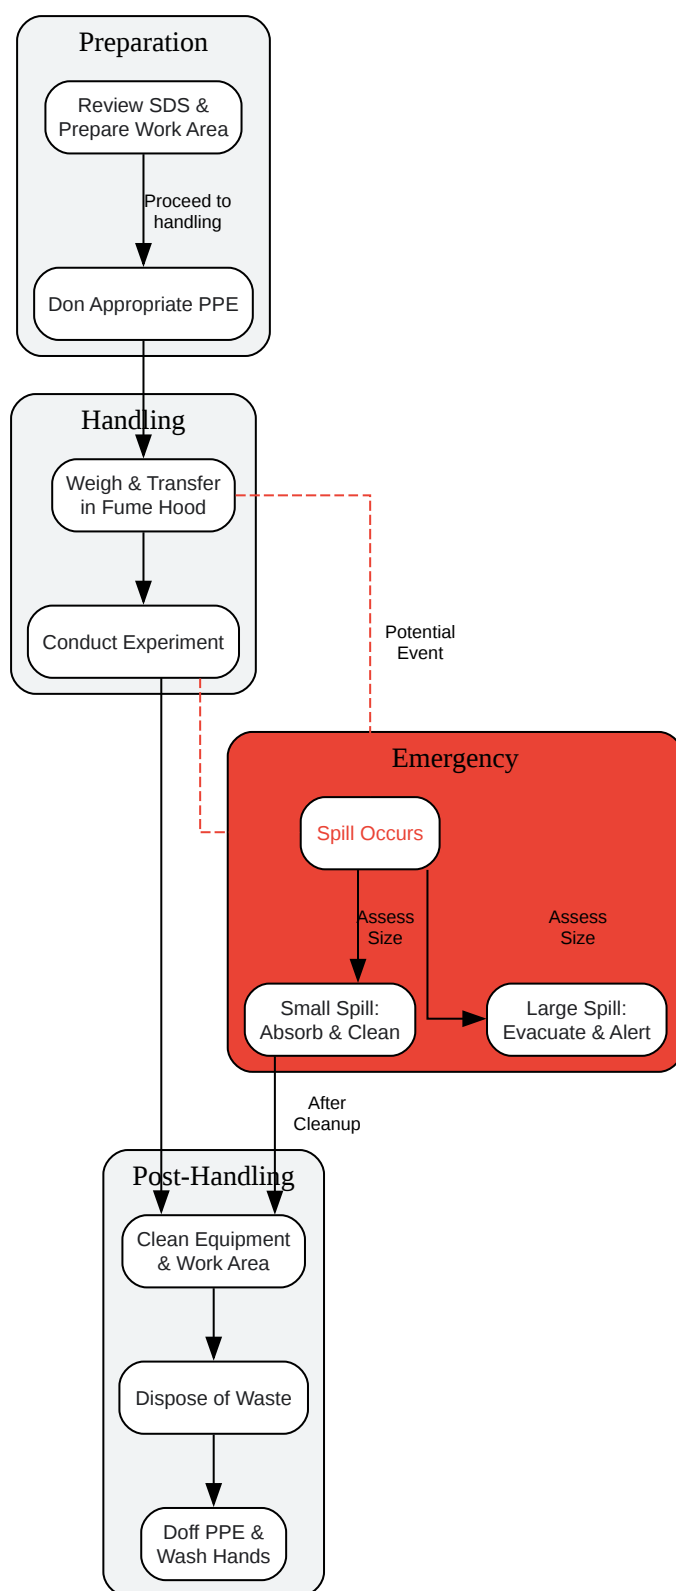 Preparation
Review SDS &
Prepare Work Area
Proceed to
handling
Don Appropriate PPE
Handling
Weigh & Transfer
in Fume Hood
Conduct Experiment
Potential
Event
Emergency
Spill Occurs
Assess
Size
Assess
Size
Small Spill:
Absorb & Clean
Large Spill:
Evacuate & Alert
After
Cleanup
Post-Handling
Clean Equipment
& Work Area
Dispose of Waste
Doff PPE &
Wash Hands